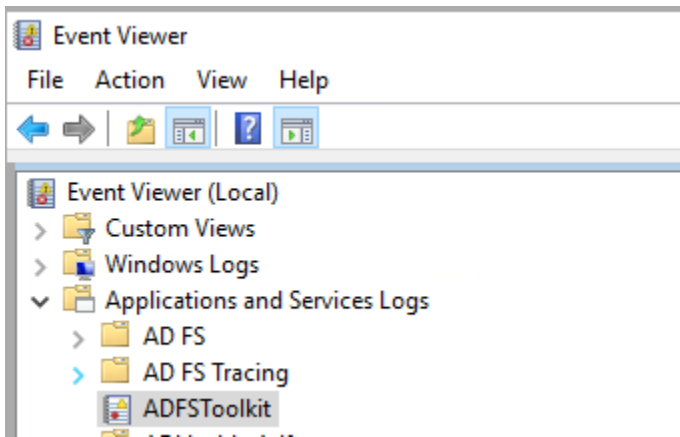 Event Viewer
File Action View Help
Event Viewer (Local)
Custom Views
Windows Logs
Applications and Services Logs
AD FS
AD FS Tracing
ADFSToolkit